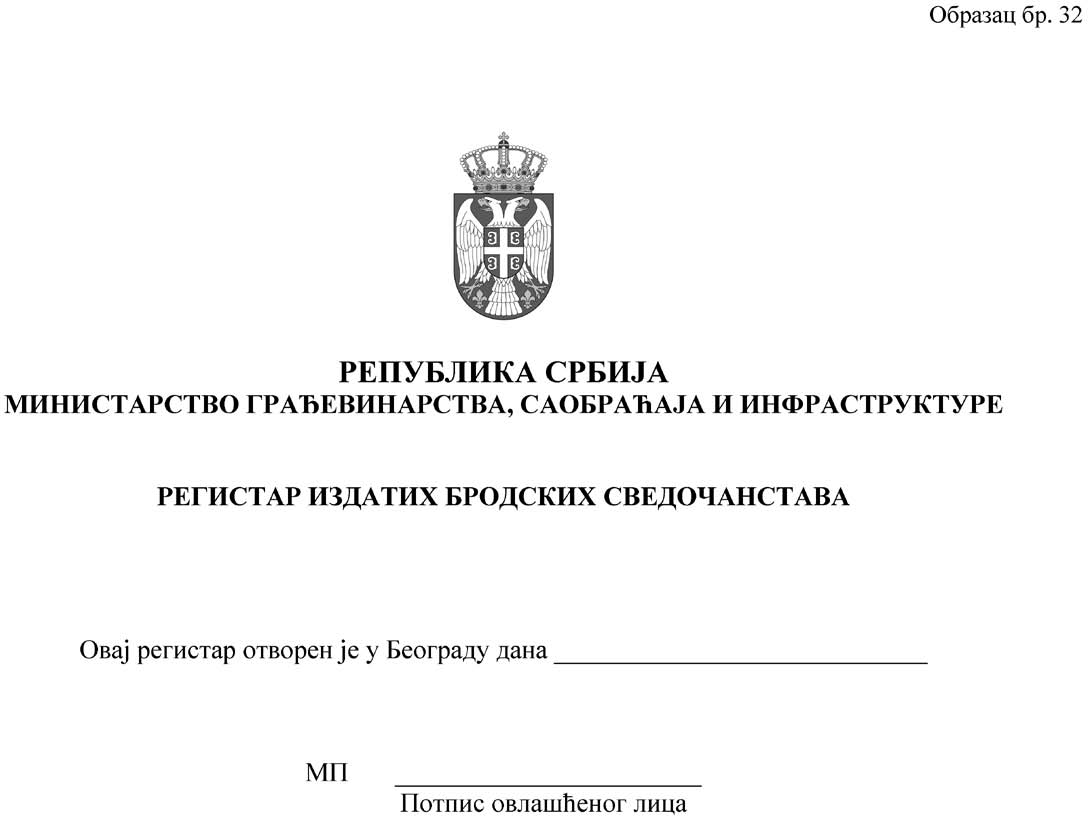 Образац бр. 32
РЕПУБЛИКА СРБИЈА
МИНИСТАРСТВО ГРАЂЕВИНАРСТВА, САОБРАЋАЈА И ИНФРАСТРУКТУРЕ
РЕГИСТАР ИЗДАТИХ БРОДСКИХ СВЕДОЧАНСТАВА
Овај регистар отворен је у Београду дана ____________________________
МП _______________________
Потпис овлашћеног лица